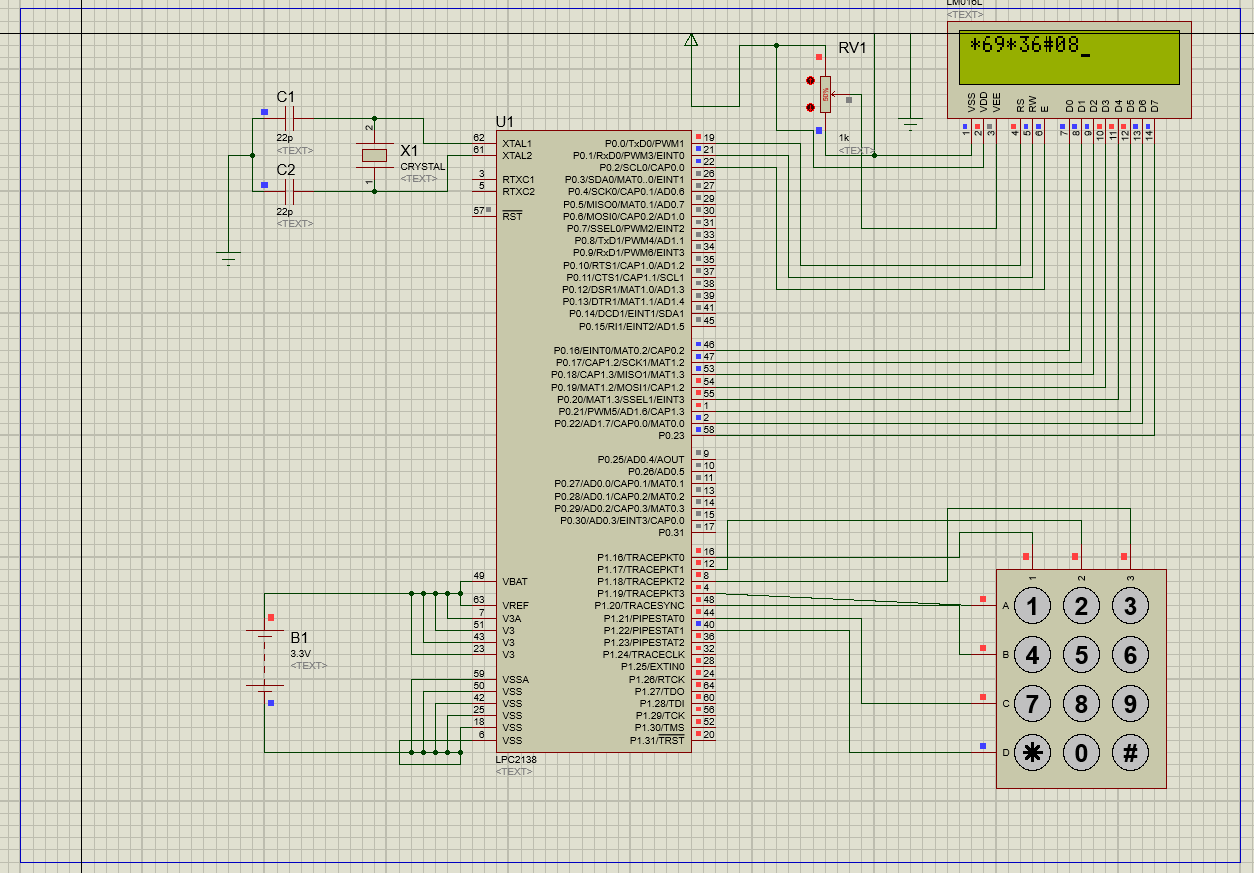 LM016L
<TEXT>
*69*36#08_
VSS VDD VEE RS RW E D0 D1 D2 D3 D4 D5 D6 D7
1 2 3 4 5 6 7 8 9 10 11 12 13 14
RV1
50%
1k
<TEXT>
C1
22p
<TEXT>
C2
22p
<TEXT>
2
X1
CRYSTAL
<TEXT>
1
U1
62 XTAL1
61 XTAL2
3 RTXC1
5 RTXC2
57 RST
49 VBAT
63 VREF
7 V3A
51 V3
43 V3
23 V3
59 VSSA
50 VSS
42 VSS
25 VSS
18 VSS
6 VSS
P0.0/TxD0/PWM1 19
P0.1/RxD0/PWM3/EINT0 21
P0.2/SCL0/CAP0.0 22
P0.3/SDA0/MAT0..0/EINT1 26
P0.4/SCK0/CAP0.1/AD0.6 27
P0.5/MISO0/MAT0.1/AD0.7 29
P0.6/MOSI0/CAP0.2/AD1.0 30
P0.7/SSEL0/PWM2/EINT2 31
P0.8/TxD1/PWM4/AD1.1 33
P0.9/RxD1/PWM6/EINT3 34
P0.10/RTS1/CAP1.0/AD1.2 35
P0.11/CTS1/CAP1.1/SCL1 37
P0.12/DSR1/MAT1.0/AD1.3 38
P0.13/DTR1/MAT1.1/AD1.4 39
P0.14/DCD1/EINT1/SDA1 41
P0.15/RI1/EINT2/AD1.5 45
P0.16/EINT0/MAT0.2/CAP0.2 46
P0.17/CAP1.2/SCK1/MAT1.2 47
P0.18/CAP1.3/MISO1/MAT1.3 53
P0.19/MAT1.2/MOSI1/CAP1.2 54
P0.20/MAT1.3/SSEL1/EINT3 55
P0.21/PWM5/AD1.6/CAP1.3 1
P0.22/AD1.7/CAP0.0/MAT0.0 2
P0.23 58
P0.25/AD0.4/AOUT 9
P0.26/AD0.5 10
P0.27/AD0.0/CAP0.1/MAT0.1 11
P0.28/AD0.1/CAP0.2/MAT0.2 13
P0.29/AD0.2/CAP0.3/MAT0.3 14
P0.30/AD0.3/EINT3/CAP0.0 15
P0.31 17
P1.16/TRACEPKT0 16
P1.17/TRACEPKT1 12
P1.18/TRACEPKT2 8
P1.19/TRACEPKT3 4
P1.20/TRACESYNC 48
P1.21/PIPESTAT0 44
P1.22/PIPESTAT1 40
P1.23/PIPESTAT2 36
P1.24/TRACECLK 32
P1.25/EXTIN0 28
P1.26/RTCK 24
P1.27/TDO 64
P1.28/TDI 60
P1.29/TCK 56
P1.30/TMS 52
P1.31/TRST 20
LPC2138
<TEXT>
B1
3.3V
<TEXT>
1 2 3
A 1 2 3
B 4 5 6
C 7 8 9
D * 0 #